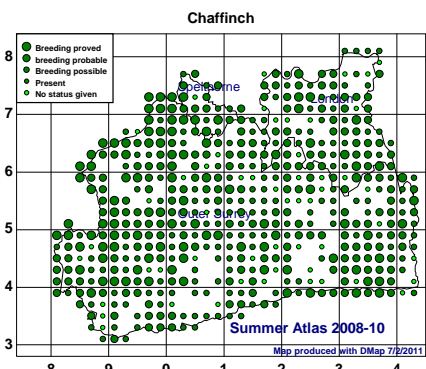 Chaffinch
Breeding proved
breeding probable
Breeding possible
Present
No status given
8
7
6
5
4
3
Spelthorne
London
Outer Surrey
Summer Atlas 2008-10
Map produced with DMap 7/2/2011
8 9 0 1 2 3 4